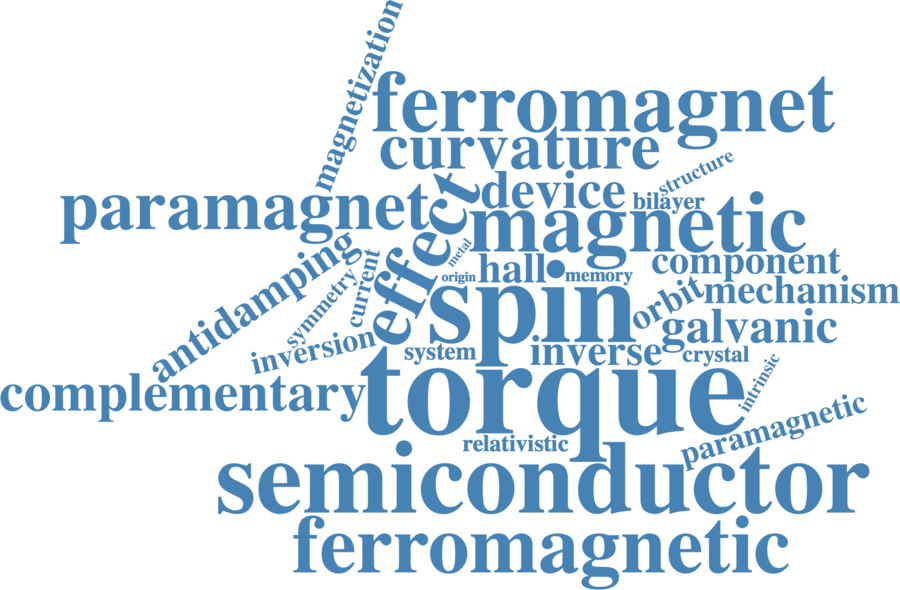 magnetization
ferromagnet
curvature
structure
device
bilayer
paramagnet
effect
magnetic
metal
antidamping
symmetry
current
origin
hall
memory
component
spin
orbit
mechanism
galvanic
inversion
system
inverse
crystal
complementary
torque
intrinsic
relativistic
paramagnetic
semiconductor
ferromagnetic